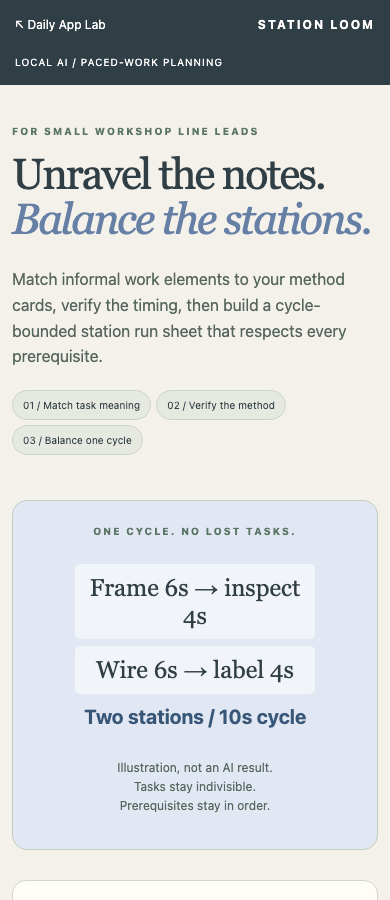 ↖ Daily App Lab
STATION LOOM
LOCAL AI / PACED-WORK PLANNING
FOR SMALL WORKSHOP LINE LEADS
Unravel the notes.
Balance the stations.
Match informal work elements to your method
cards, verify the timing, then build a cycle-
bounded station run sheet that respects every
prerequisite.
01 / Match task meaning
02 / Verify the method
03 / Balance one cycle
ONE CYCLE. NO LOST TASKS.
Frame 6s → inspect
4s
Wire 6s → label 4s
Two stations / 10s cycle
Illustration, not an AI result.
Tasks stay indivisible.
Prerequisites stay in order.